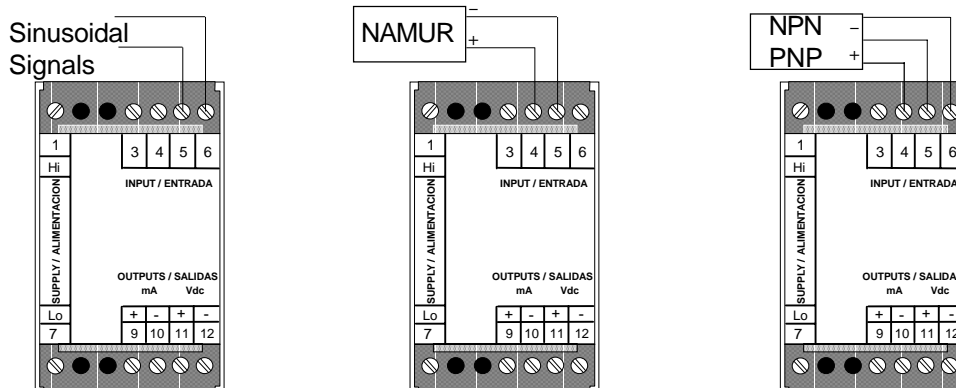 Sinusoidal
Signals
1
3 4 5 6
Hi
INPUT / ENTRADA
SUPPLY / ALIMENTACION
OUTPUTS / SALIDAS
mA Vdc
Lo + - + -
7 9 10 11 12
NAMUR
−
+
1
3 4 5 6
Hi
INPUT / ENTRADA
SUPPLY / ALIMENTACION
OUTPUTS / SALIDAS
mA Vdc
Lo + - + -
7 9 10 11 12
NPN −
PNP +
1
3 4 5 6
Hi
INPUT / ENTRADA
SUPPLY / ALIMENTACION
OUTPUTS / SALIDA
mA Vdc
Lo + - + -
7 9 10 11 12